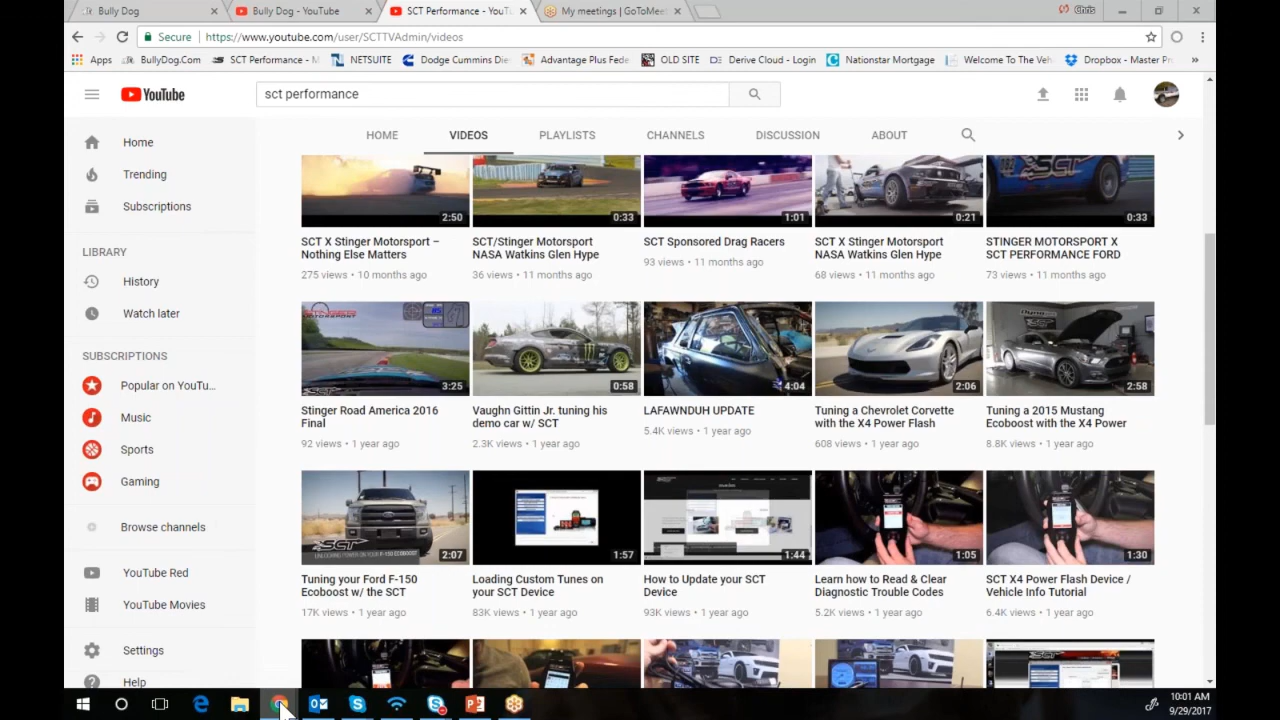 Bully Dog
Bully Dog - YouTube
SCT Performance - YouT
My meetings | GoToMee
Chris
Secure
https://www.youtube.com/user/SCTTVAdmin/videos
Apps
BullyDog.Com
SCT Performance - M
NETSUITE
Dodge Cummins Die
Advantage Plus Fede
OLD SITE
Derive Cloud - Login
Nationstar Mortgage
Welcome To The Veh
Dropbox - Master Pr
»
YouTube
sct performance
HOME
VIDEOS
PLAYLISTS
CHANNELS
DISCUSSION
ABOUT
Home
Trending
Subscriptions
LIBRARY
History
Watch later
SUBSCRIPTIONS
Popular on YouTu...
Music
Sports
Gaming
Browse channels
YouTube Red
YouTube Movies
Settings
Help
2:50
SCT X Stinger Motorsport –
Nothing Else Matters
275 views • 10 months ago
0:33
SCT/Stinger Motorsport
NASA Watkins Glen Hype
36 views • 11 months ago
1:01
SCT Sponsored Drag Racers
93 views • 11 months ago
0:21
SCT X Stinger Motorsport
NASA Watkins Glen Hype
68 views • 11 months ago
SCT
0:33
STINGER MOTORSPORT X
SCT PERFORMANCE FORD
73 views • 11 months ago
3:25
Stinger Road America 2016
Final
92 views • 1 year ago
0:58
Vaughn Gittin Jr. tuning his
demo car w/ SCT
2.3K views • 1 year ago
4:04
LAFAWNDUH UPDATE
5.4K views • 1 year ago
2:06
Tuning a Chevrolet Corvette
with the X4 Power Flash
608 views • 1 year ago
2:58
Tuning a 2015 Mustang
Ecoboost with the X4 Power
8.8K views • 1 year ago
SCT
2:07
Tuning your Ford F-150
Ecoboost w/ the SCT
17K views • 1 year ago
1:57
Loading Custom Tunes on
your SCT Device
83K views • 1 year ago
1:44
How to Update your SCT
Device
93K views • 1 year ago
1:05
Learn how to Read & Clear
Diagnostic Trouble Codes
5.2K views • 1 year ago
1:30
SCT X4 Power Flash Device /
Vehicle Info Tutorial
6.4K views • 1 year ago
10:01 AM
9/29/2017